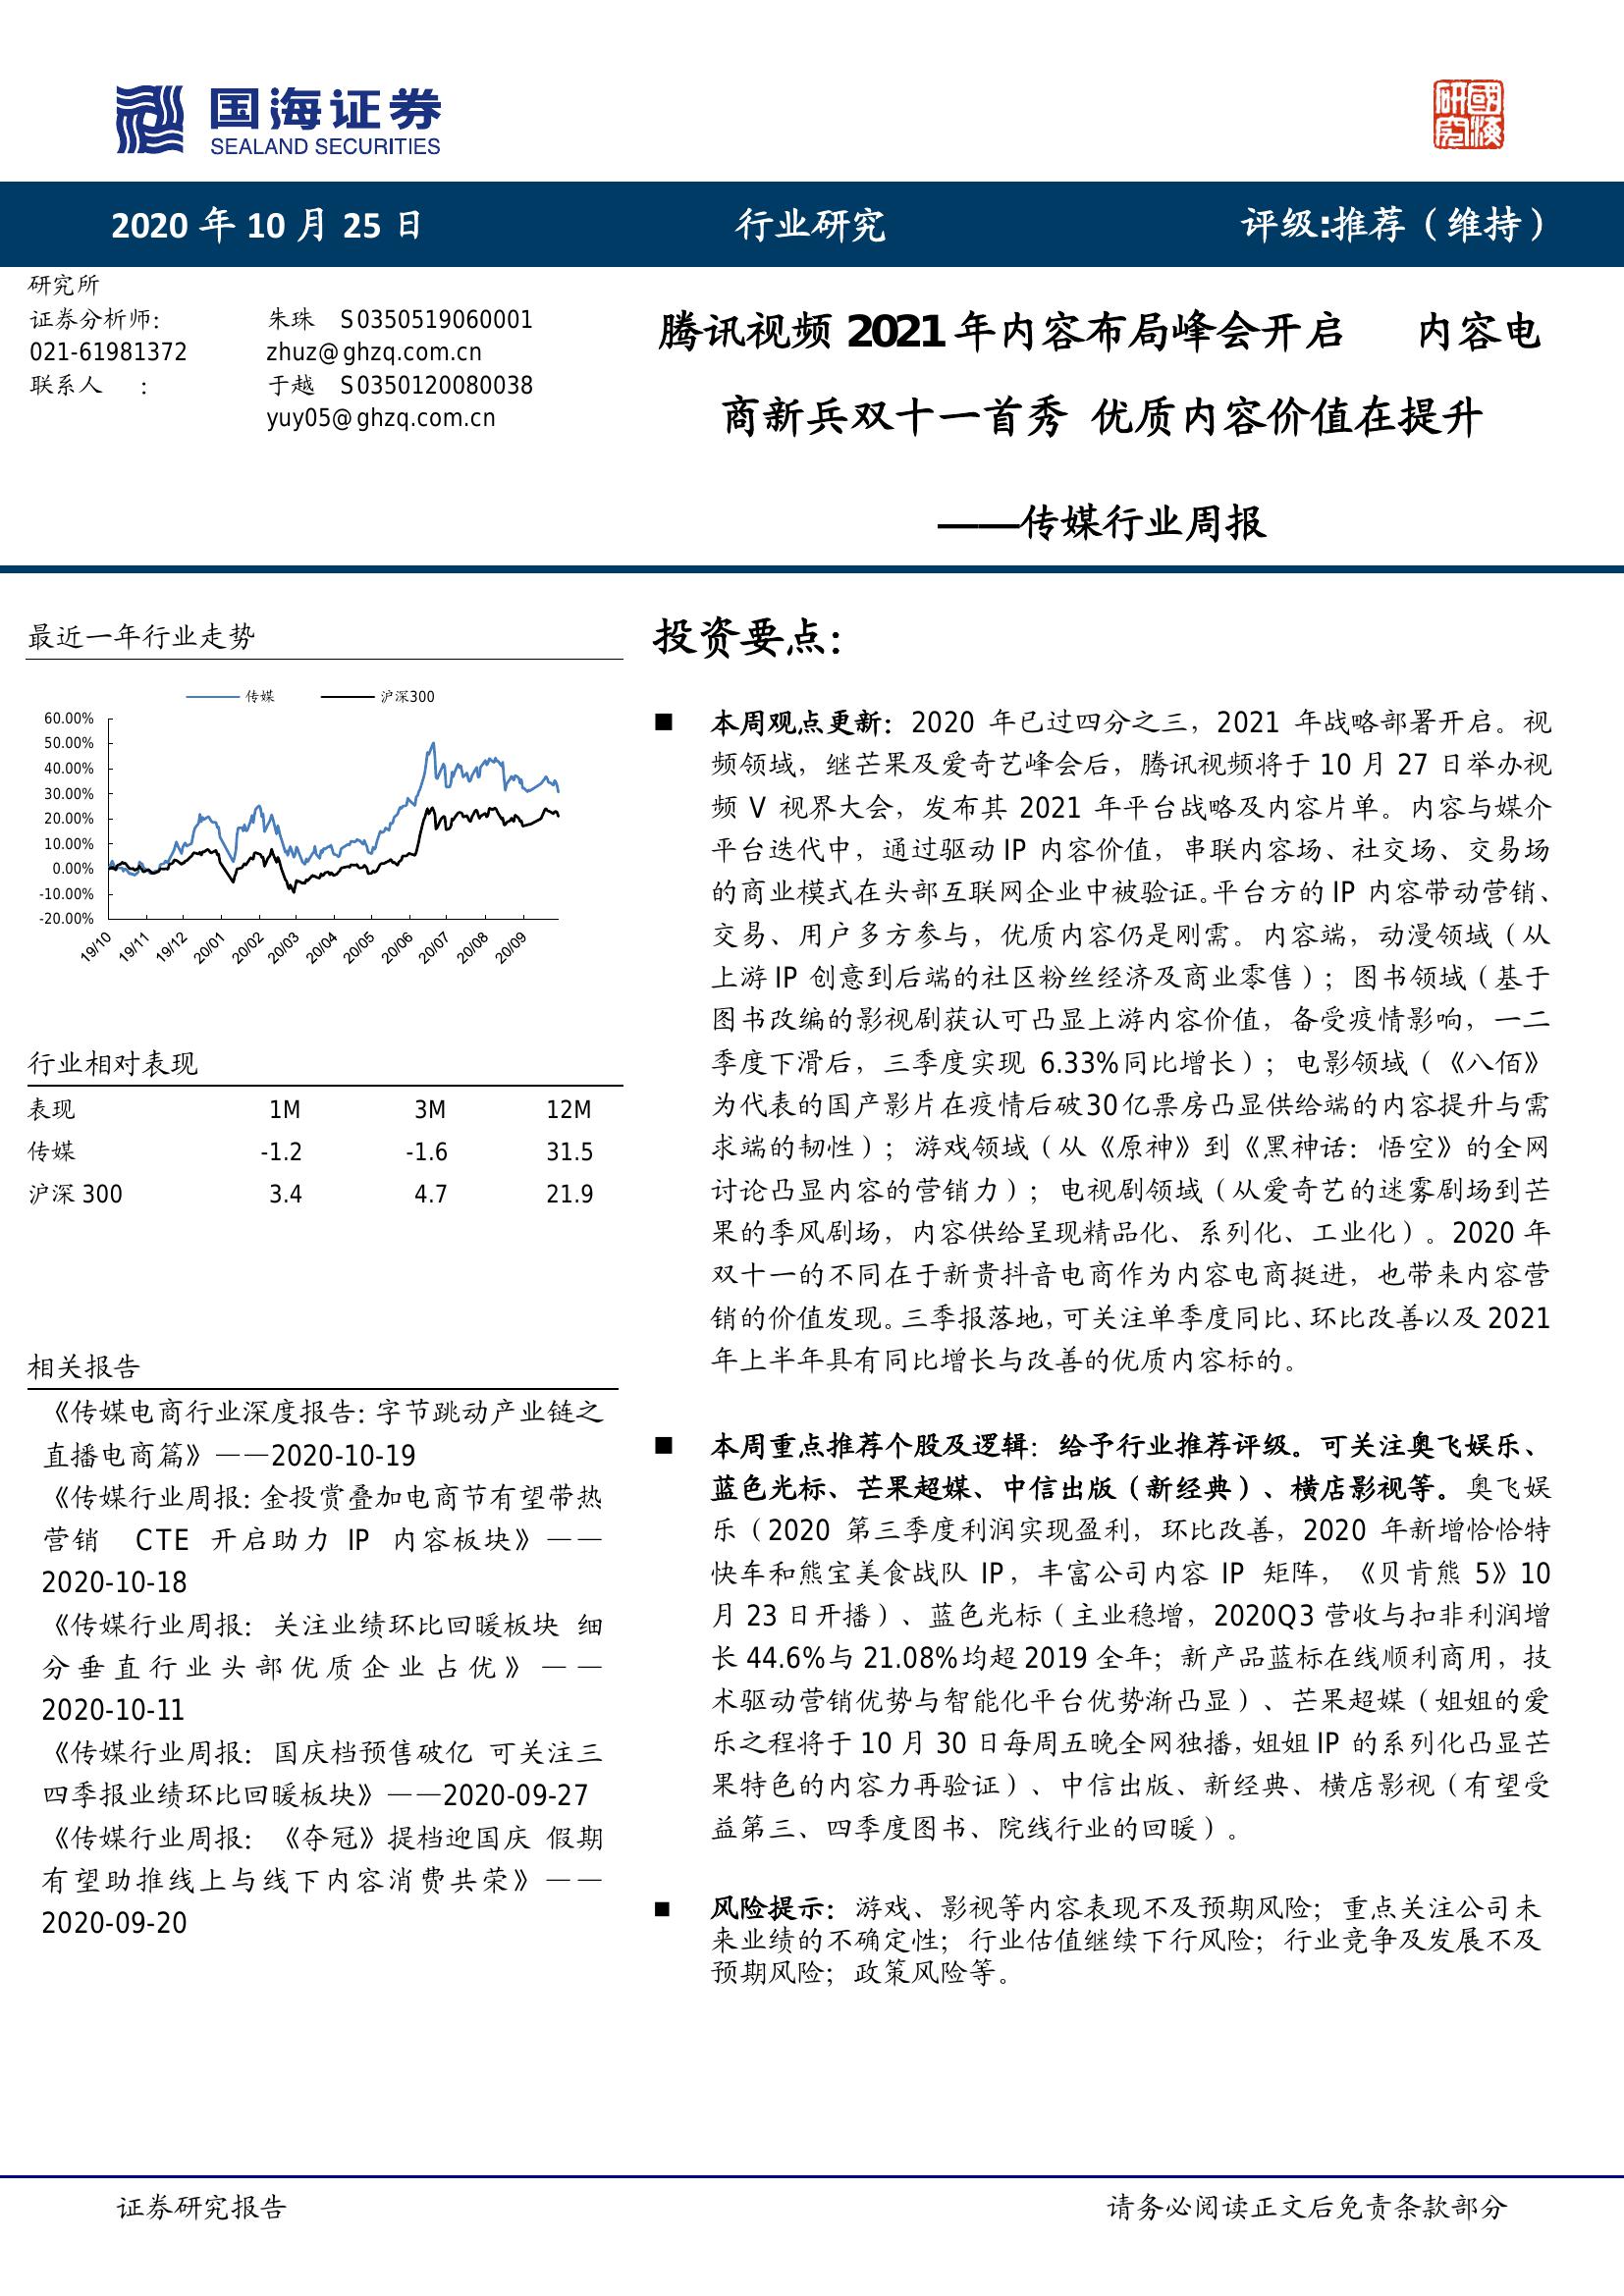 国海证券
SEALAND SECURITIES
國海研究
2020 年 10 月 25 日
行业研究
评级:推荐（维持）
研究所
证券分析师: 朱珠 S0350519060001
021-61981372 zhuz@ghzq.com.cn
联系人 : 于越 S0350120080038
yuy05@ghzq.com.cn
腾讯视频 2021 年内容布局峰会开启 内容电
商新兵双十一首秀 优质内容价值在提升
——传媒行业周报
最近一年行业走势
传媒 沪深300
60.00%
50.00%
40.00%
30.00%
20.00%
10.00%
0.00%
-10.00%
-20.00%
19/10 19/11 19/12 20/01 20/02 20/03 20/04 20/05 20/06 20/07 20/08 20/09
行业相对表现
表现 1M 3M 12M
传媒 -1.2 -1.6 31.5
沪深 300 3.4 4.7 21.9
相关报告
《传媒电商行业深度报告: 字节跳动产业链之
直播电商篇》——2020-10-19
《传媒行业周报: 金投赏叠加电商节有望带热
营销 CTE 开启助力 IP 内容板块》——
2020-10-18
《传媒行业周报: 关注业绩环比回暖板块 细
分垂直行业头部优质企业占优》——
2020-10-11
《传媒行业周报: 国庆档预售破亿 可关注三
四季报业绩环比回暖板块》——2020-09-27
《传媒行业周报: 《夺冠》提档迎国庆 假期
有望助推线上与线下内容消费共荣》——
2020-09-20
投资要点:
■ 本周观点更新: 2020 年已过四分之三，2021 年战略部署开启。视
频领域，继芒果及爱奇艺峰会后，腾讯视频将于 10 月 27 日举办视
频 V 视界大会，发布其 2021 年平台战略及内容片单。内容与媒介
平台迭代中，通过驱动 IP 内容价值，串联内容场、社交场、交易场
的商业模式在头部互联网企业中被验证。平台方的 IP 内容带动营销、
交易、用户多方参与，优质内容仍是刚需。内容端，动漫领域（从
上游 IP 创意到后端的社区粉丝经济及商业零售）；图书领域（基于
图书改编的影视剧获认可凸显上游内容价值，备受疫情影响，一二
季度下滑后，三季度实现 6.33%同比增长）；电影领域（《八佰》
为代表的国产影片在疫情后破 30 亿票房凸显供给端的内容提升与需
求端的韧性）；游戏领域（从《原神》到《黑神话：悟空》的全网
讨论凸显内容的营销力）；电视剧领域（从爱奇艺的迷雾剧场到芒
果的季风剧场，内容供给呈现精品化、系列化、工业化）。2020 年
双十一的不同在于新贵抖音电商作为内容电商挺进，也带来内容营
销的价值发现。三季报落地，可关注单季度同比、环比改善以及 2021
年上半年具有同比增长与改善的优质内容标的。
■ 本周重点推荐个股及逻辑: 给予行业推荐评级。可关注奥飞娱乐、
蓝色光标、芒果超媒、中信出版（新经典）、横店影视等。奥飞娱
乐（2020 第三季度利润实现盈利，环比改善，2020 年新增恰恰特
快车和熊宝美食战队 IP，丰富公司内容 IP 矩阵，《贝肯熊 5》10
月 23 日开播）、蓝色光标（主业稳增，2020Q3 营收与扣非利润增
长 44.6%与 21.08%均超 2019 全年；新产品蓝标在线顺利商用，技
术驱动营销优势与智能化平台优势渐凸显）、芒果超媒（姐姐的爱
乐之程将于 10 月 30 日每周五晚全网独播，姐姐 IP 的系列化凸显芒
果特色的内容力再验证）、中信出版、新经典、横店影视（有望受
益第三、四季度图书、院线行业的回暖）。
■ 风险提示: 游戏、影视等内容表现不及预期风险；重点关注公司未
来业绩的不确定性；行业估值继续下行风险；行业竞争及发展不及
预期风险；政策风险等。
证券研究报告
请务必阅读正文后免责条款部分